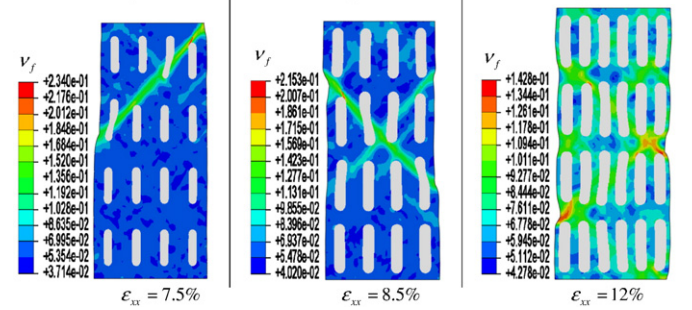 ν_f
+2.340e-01
+2.176e-01
+2.012e-01
+1.848e-01
+1.684e-01
+1.520e-01
+1.356e-01
+1.192e-01
+1.028e-01
+8.635e-02
+6.995e-02
+5.354e-02
+3.714e-02
ε_xx = 7.5%
ν_f
+2.153e-01
+2.007e-01
+1.861e-01
+1.715e-01
+1.569e-01
+1.423e-01
+1.277e-01
+1.131e-01
+9.855e-02
+8.396e-02
+6.937e-02
+5.478e-02
+4.020e-02
ε_xx = 8.5%
ν_f
+1.428e-01
+1.344e-01
+1.261e-01
+1.178e-01
+1.094e-01
+1.011e-01
+9.277e-02
+8.444e-02
+7.611e-02
+6.778e-02
+5.945e-02
+5.112e-02
+4.278e-02
ε_xx = 12%